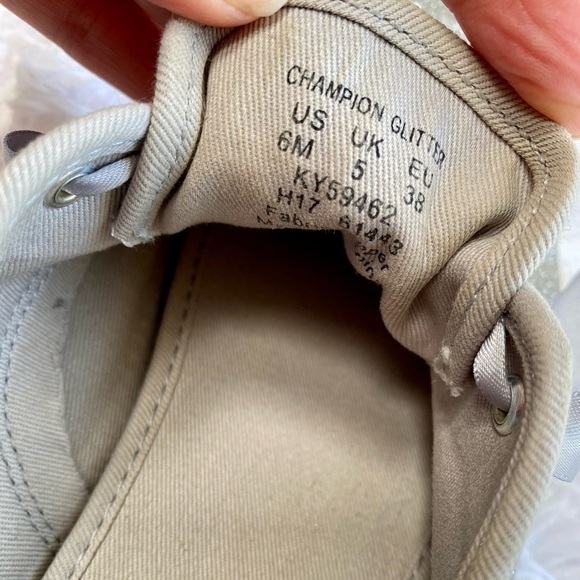 CHAMPION GLITTER
US UK EU
6M 5 38
KY59462
H17 61443